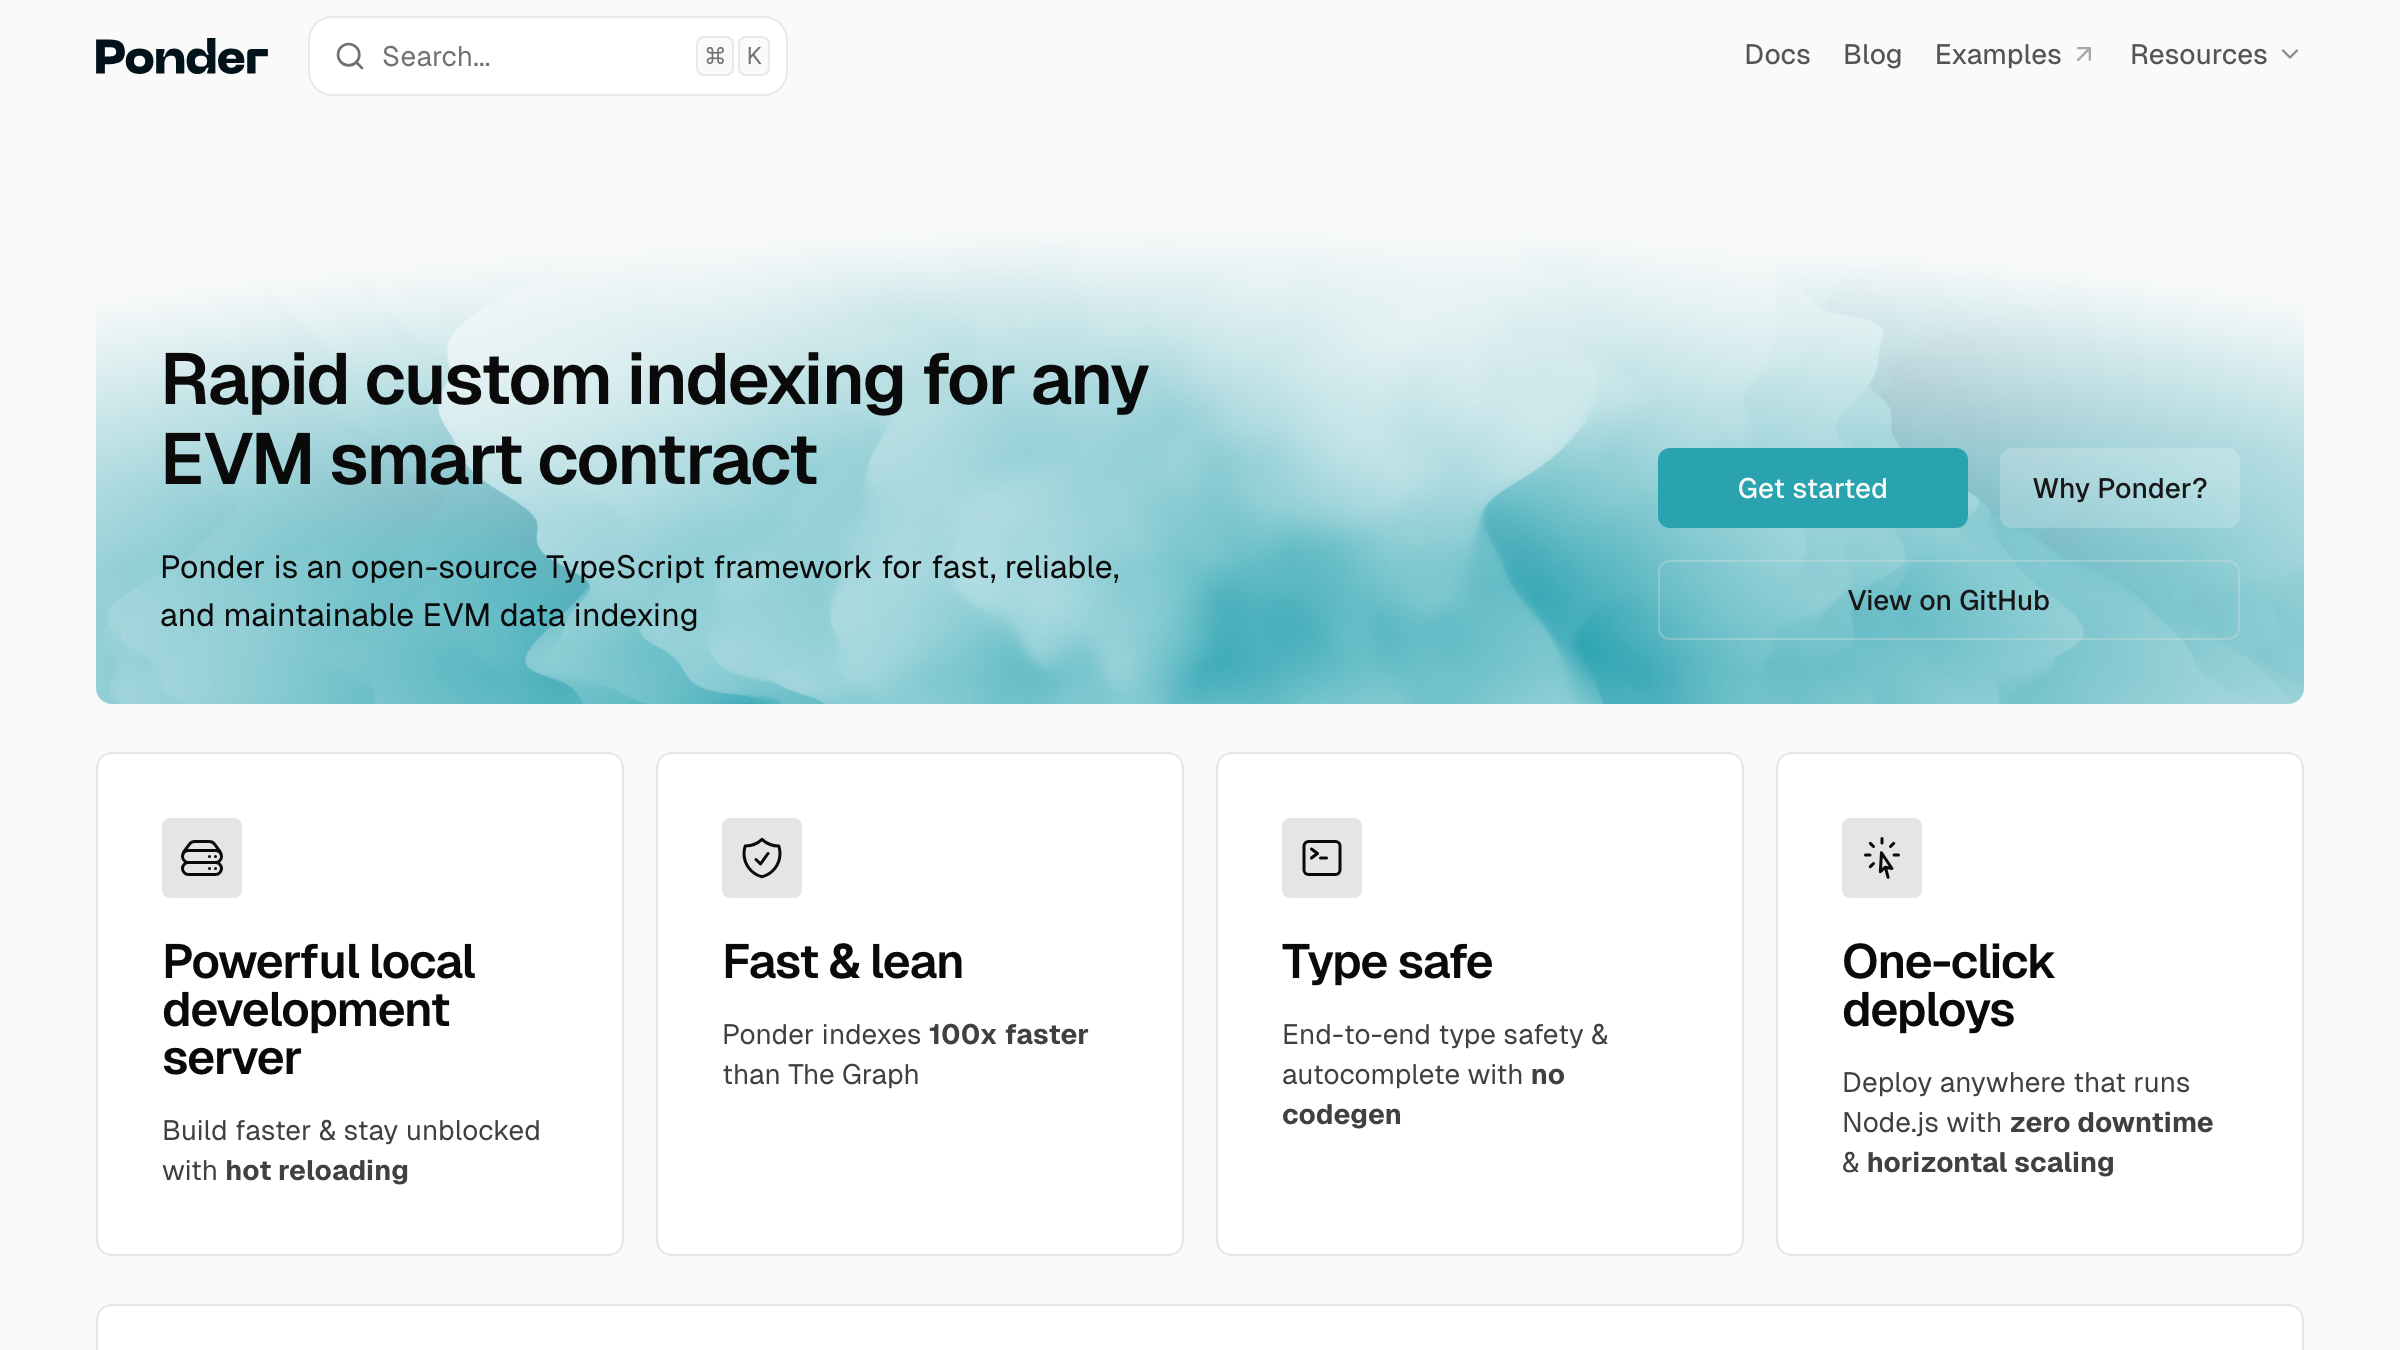 Ponder
Search...
⌘ K
Docs
Blog
Examples
Resources
Rapid custom indexing for any
EVM smart contract
Ponder is an open-source TypeScript framework for fast, reliable,
and maintainable EVM data indexing
Get started
Why Ponder?
View on GitHub
Powerful local
development
server
Build faster & stay unblocked
with hot reloading
Fast & lean
Ponder indexes 100x faster
than The Graph
Type safe
End-to-end type safety &
autocomplete with no
codegen
One-click
deploys
Deploy anywhere that runs
Node.js with zero downtime
& horizontal scaling